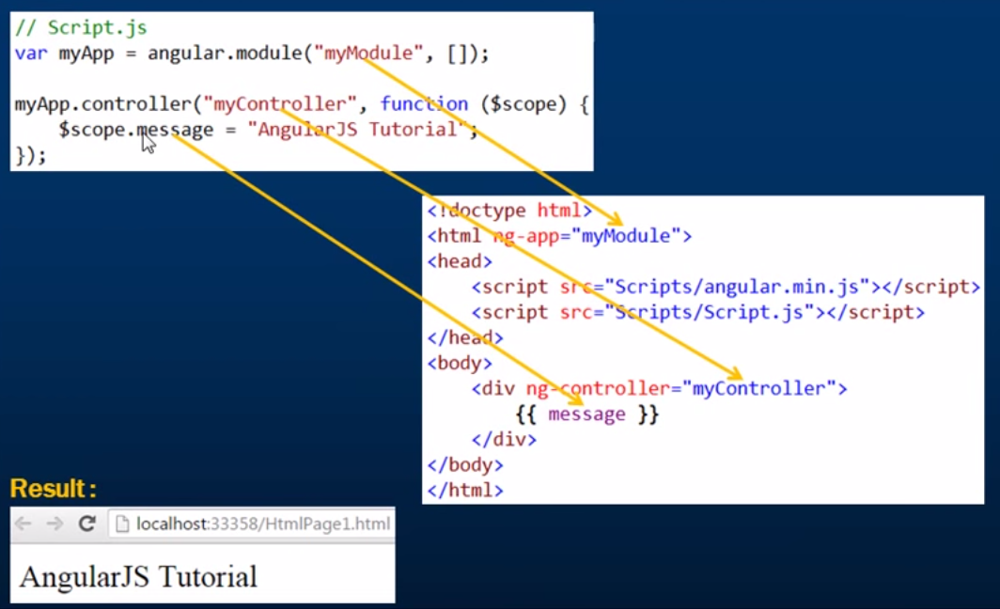 // Script.js
var myApp = angular.module("myModule", []);
myApp.controller("myController", function ($scope) {
$scope.message = "AngularJS Tutorial";
});
<!doctype html>
<html ng-app="myModule">
<head>
<script src="Scripts/angular.min.js"></script>
<script src="Scripts/Script.js"></script>
</head>
<body>
<div ng-controller="myController">
{{ message }}
</div>
</body>
</html>
Result :
localhost:33358/HtmlPage1.html
AngularJS Tutorial